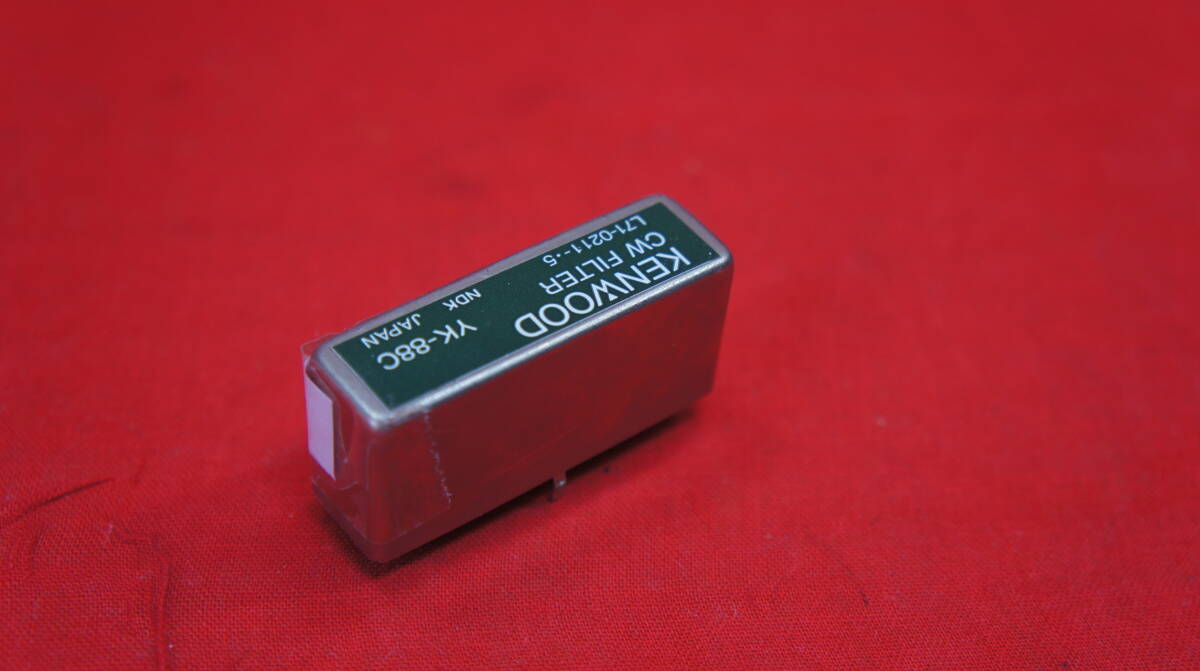 KENWOOD
CW FILTER YK-88C
L71-0211-.5 NDK JAPAN